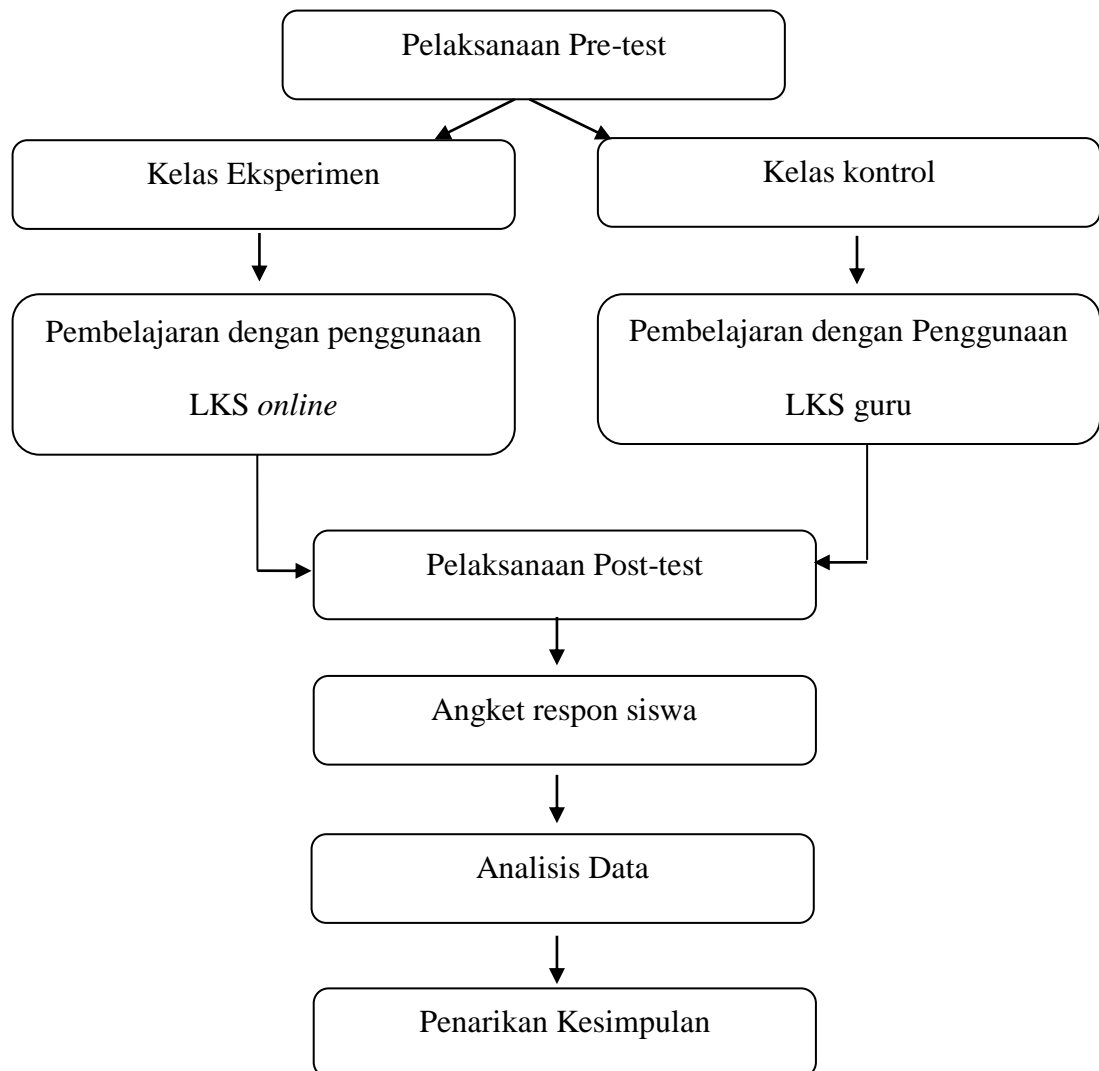 Pelaksanaan Pre-test
Kelas Eksperimen
Kelas kontrol
Pembelajaran dengan penggunaan
LKS online
Pembelajaran dengan Penggunaan
LKS guru
Pelaksanaan Post-test
Angket respon siswa
Analisis Data
Penarikan Kesimpulan